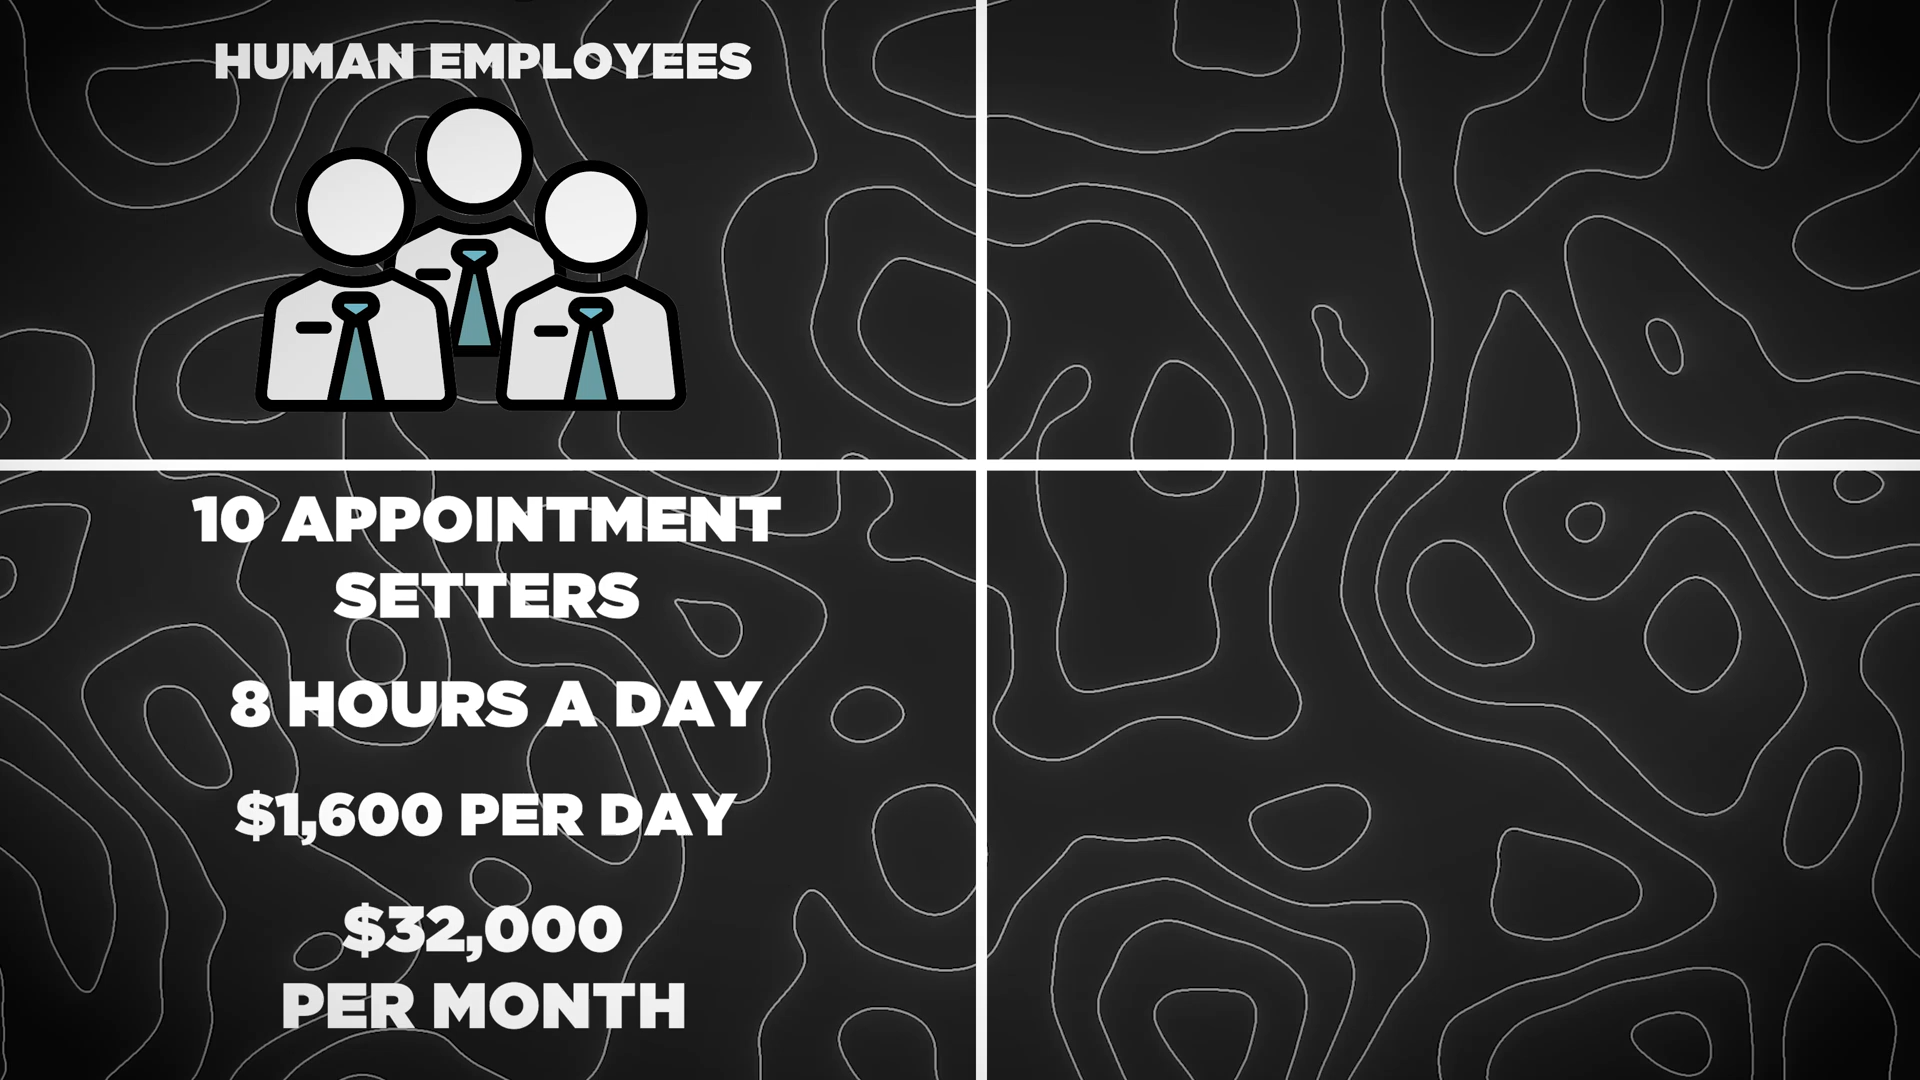 HUMAN EMPLOYEES
10 APPOINTMENT
SETTERS
8 HOURS A DAY
$1,600 PER DAY
$32,000
PER MONTH